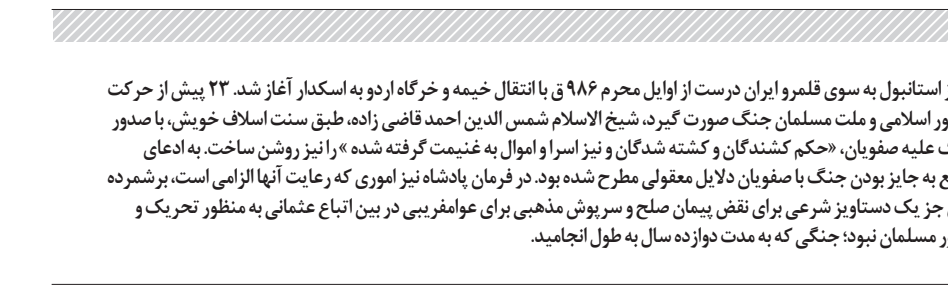 ز استانبول به سوی قلمرو ایران درست از اوایل محرم ۹۸۶ ق با انتقال خیمه و خرگاه اردو به اسکدار آغاز شد. ۲۳ پیش از حرکت
ور اسلامی و ملت مسلمان جنگ صورت گیرد، شیخ الاسلام شمس الدین احمد قاضی زاده، طبق سنت اسلاف خویش، با صدور
ک علیه صفویان، «حکم کشندگان و کشته شدگان و نیز اسرا و اموال به غنیمت گرفته شده» را نیز روشن ساخت. به ادعای
ع به جایز بودن جنگ با صفویان دلایل معقولی مطرح شده بود. در فرمان پادشاه نیز اموری که رعایت آنها الزامی است، برشمرده
جز یک دستاویز شرعی برای نقض پیمان صلح و سرپوش مذهبی برای عوامفریبی در بین اتباع عثمانی به منظور تحریک و
ور مسلمان نبود؛ جنگی که به مدت دوازده سال به طول انجامید.